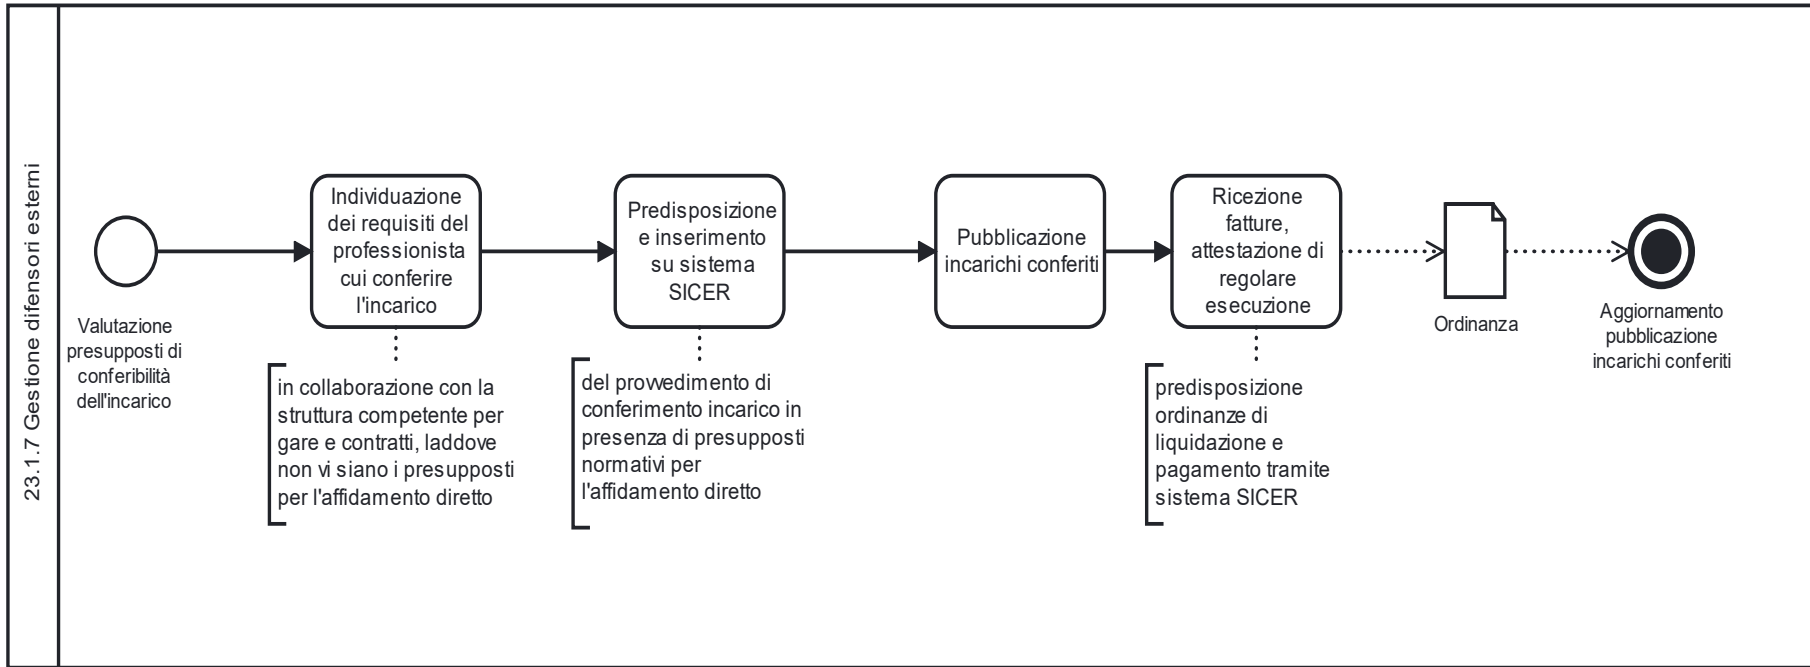 23.1.7 Gestione difensori esterni
Valutazione
presupposti di
conferibilità
dell'incarico
Individuazione
dei requisiti del
professionista
cui conferire
l'incarico
in collaborazione con la
struttura competente per
gare e contratti, laddove
non vi siano i presupposti
per l'affidamento diretto
Predisposizione
e inserimento
su sistema
SICER
del provvedimento di
conferimento incarico in
presenza di presupposti
normativi per
l'affidamento diretto
Pubblicazione
incarichi conferiti
Ricezione
fatture,
attestazione di
regolare
esecuzione
predisposizione
ordinanze di
liquidazione e
pagamento tramite
sistema SICER
Ordinanza
Aggiornamento
pubblicazione
incarichi conferiti